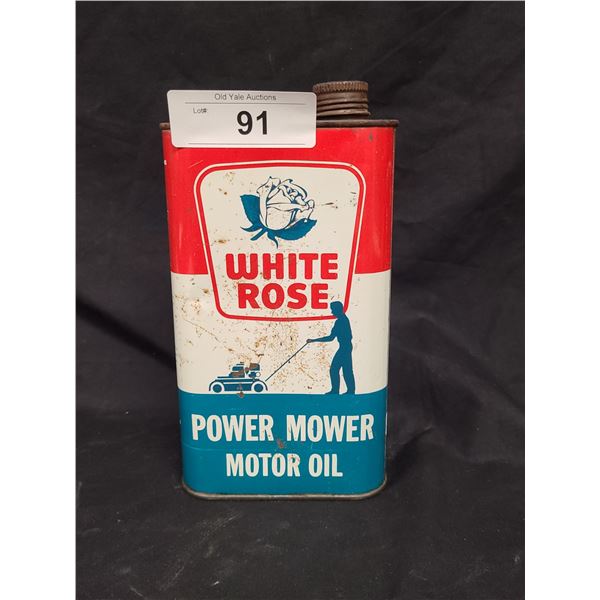 Old Yale Auctions
Lot#:
91
WHITE
ROSE
POWER MOWER
MOTOR OIL